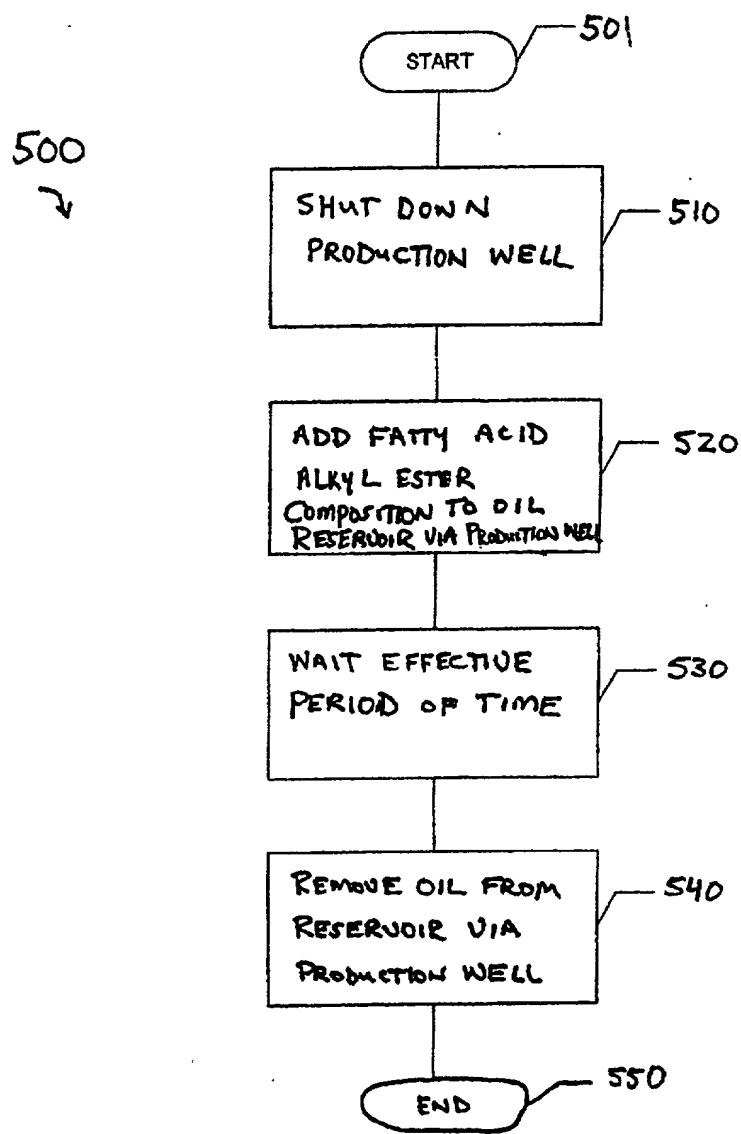 501
START
500
SHUT DOWN
PRODUCTION WELL
510
ADD FATTY ACID
ALKYL ESTER
COMPOSITION TO OIL
RESERVOIR VIA PRODUCTION WELL
520
WAIT EFFECTIVE
PERIOD OF TIME
530
REMOVE OIL FROM
RESERVOIR VIA
PRODUCTION WELL
540
550
END